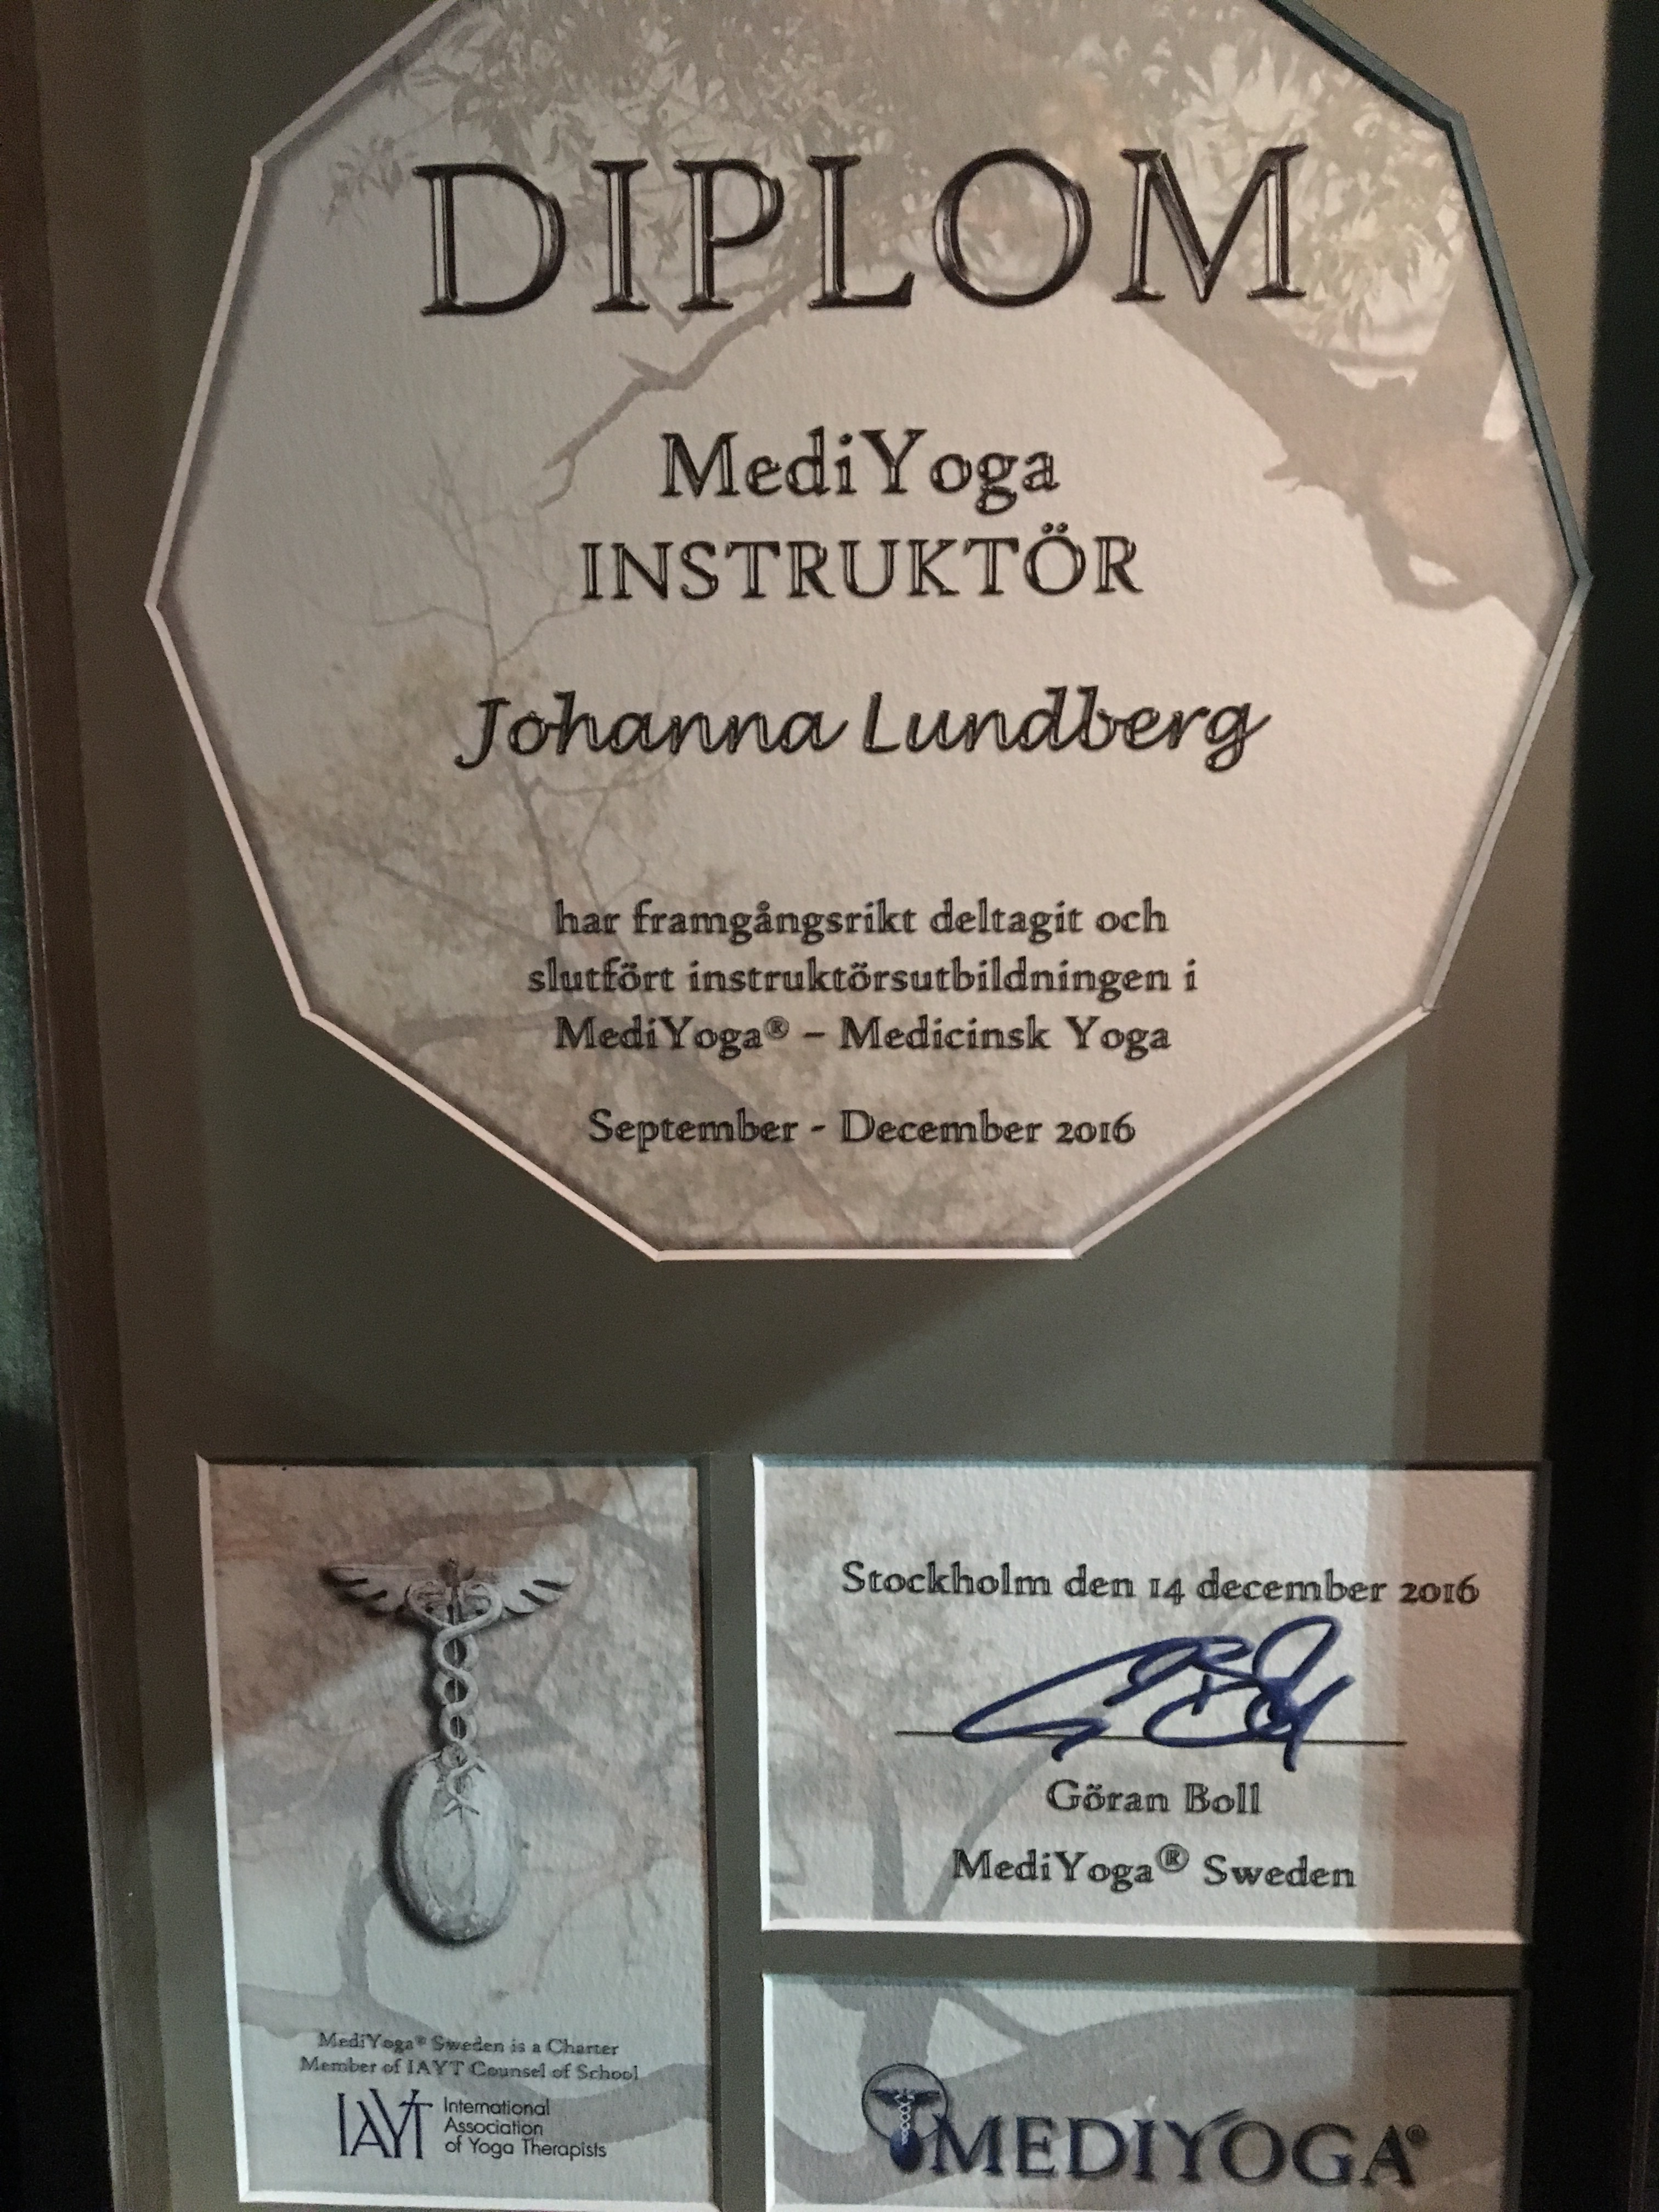 DIPLOM
MediYoga
INSTRUKTÖR
Johanna Lundberg
har framgångsrikt deltagit och
slutfört instruktörsutbildningen i
MediYoga® – Medicinsk Yoga
September - December 2016
Stockholm den 14 december 2016
Göran Boll
MediYoga® Sweden
MediYoga® Sweden is a Charter
Member of IAYT Counsel of School
IAYT International
Association
of Yoga Therapists
MEDIYOGA®